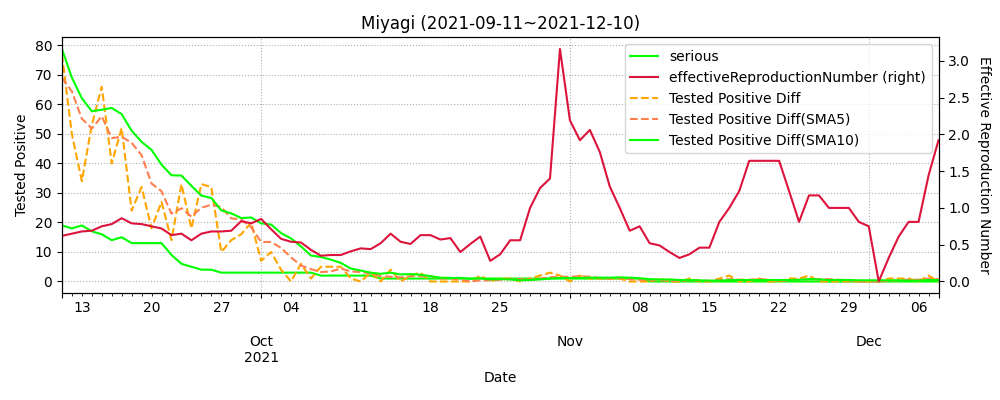 Miyagi (2021-09-11~2021-12-10)
80
70
60
50
40
30
20
10
0
Tested Positive
serious
effectiveReproductionNumber (right)
Tested Positive Diff
Tested Positive Diff(SMA5)
Tested Positive Diff(SMA10)
3.0
2.5
2.0
1.5
1.0
0.5
0.0
Effective Reproduction Number
13 20 27 04 11 18 25 08 15 22 29 06
Oct Nov Dec
2021
Date